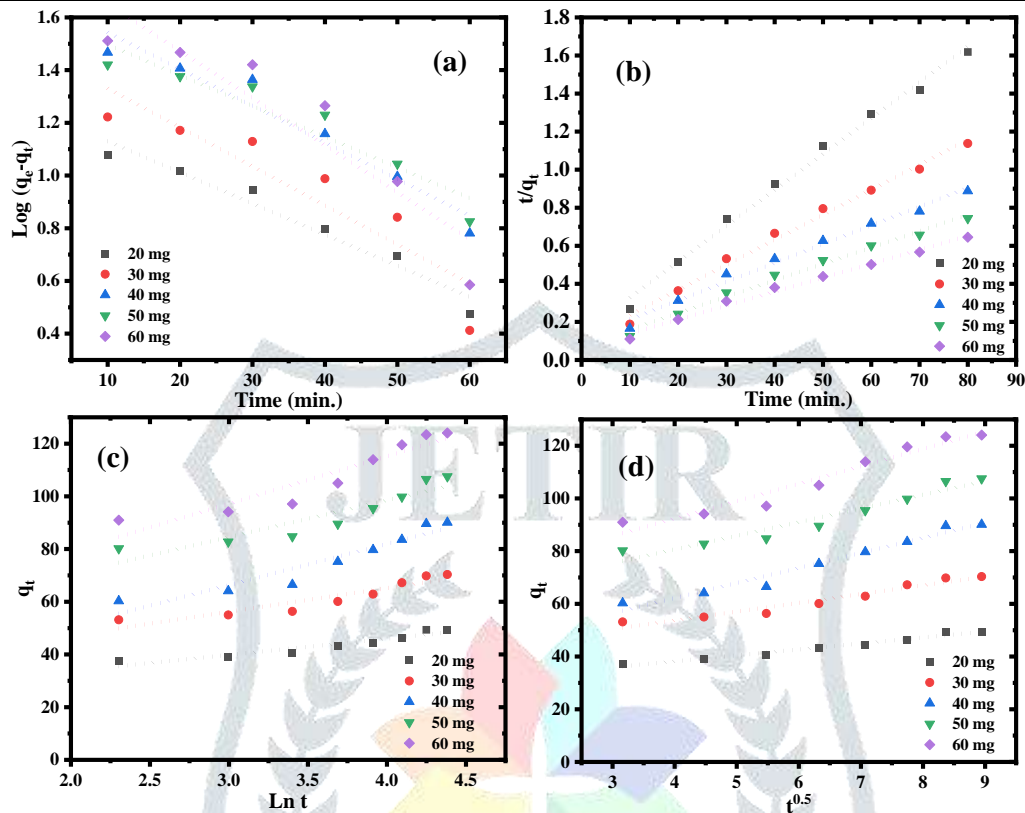 (a)
Log (qₑ-qₜ)
1.6
1.4
1.2
1.0
0.8
0.6
0.4
20 mg
30 mg
40 mg
50 mg
60 mg
10 20 30 40 50 60
Time (min.)
(b)
t/qₜ
1.8
1.6
1.4
1.2
1.0
0.8
0.6
0.4
0.2
0.0
20 mg
30 mg
40 mg
50 mg
60 mg
0 10 20 30 40 50 60 70 80 90
Time (min.)
JETIR
(c)
qₜ
120
100
80
60
40
20
0
20 mg
30 mg
40 mg
50 mg
60 mg
2.0 2.5 3.0 3.5 4.0 4.5
Ln t
(d)
qₜ
120
100
80
60
40
20
0
20 mg
30 mg
40 mg
50 mg
60 mg
3 4 5 6 7 8 9
t⁰·⁵